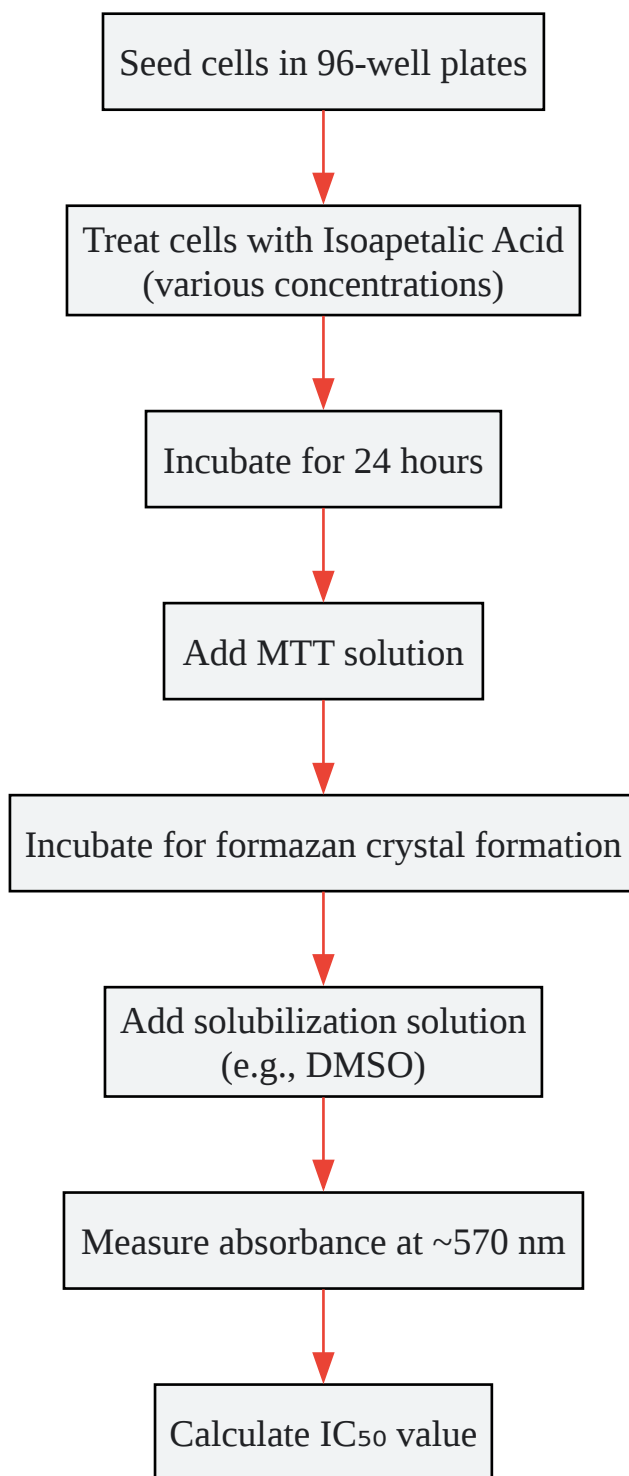 Seed cells in 96-well plates
Treat cells with Isoapetalic Acid
(various concentrations)
Incubate for 24 hours
Add MTT solution
Incubate for formazan crystal formation
Add solubilization solution
(e.g., DMSO)
Measure absorbance at ~570 nm
Calculate IC₅₀ value